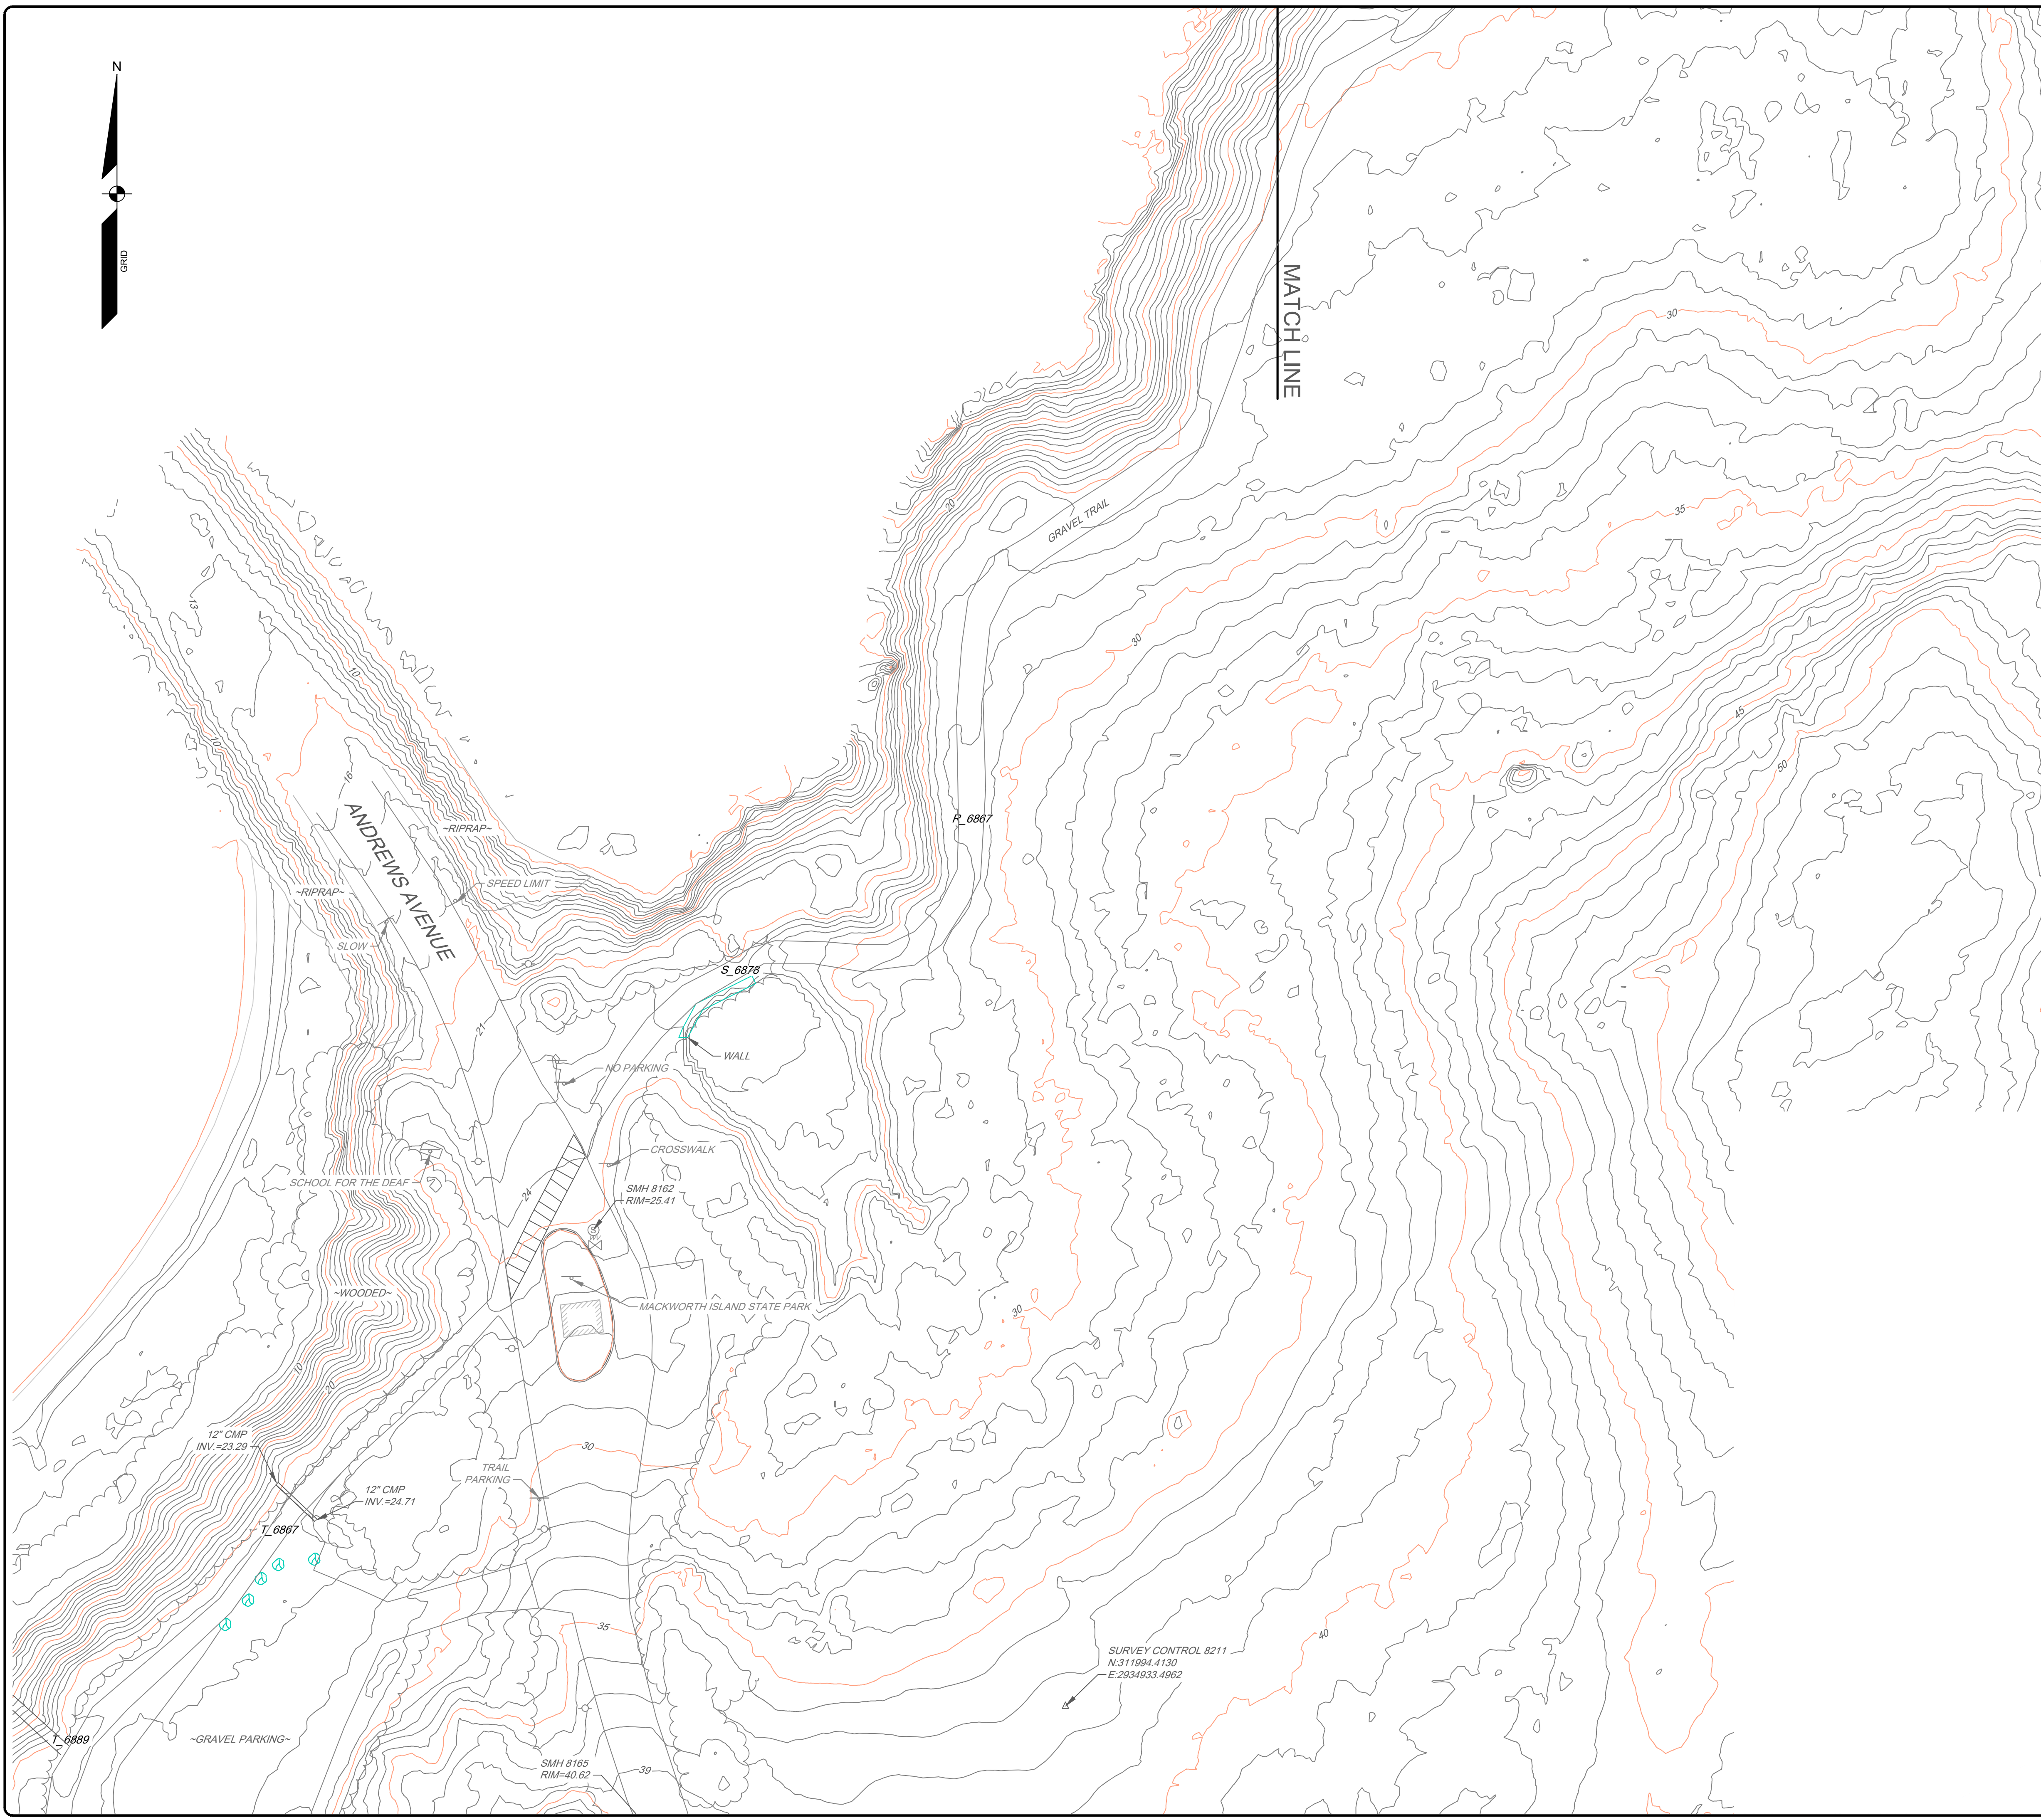 N
GRID
MATCH LINE
30
20
GRAVEL TRAIL
35
13
30
10
10
45
50
16
ANDREWS AVENUE
~RIPRAP~
P_6867
~RIPRAP~
SPEED LIMIT
SLOW
S_6878
21
WALL
NO PARKING
CROSSWALK
SCHOOL FOR THE DEAF
24
SMH 8162
RIM=25.41
~WOODED~
MACKWORTH ISLAND STATE PARK
30
10
20
12" CMP
INV.=23.29
30
TRAIL
PARKING
12" CMP
INV.=24.71
T_6867
35
40
SURVEY CONTROL 8211
N:311994.4130
E:2934933.4962
T_6889
~GRAVEL PARKING~
SMH 8165
RIM=40.62
39